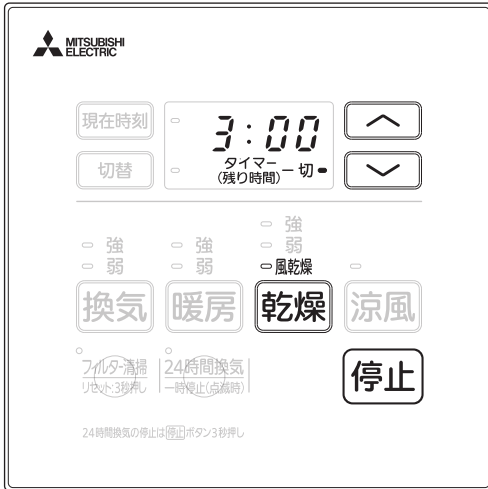 MITSUBISHI
ELECTRIC
現在時刻
3:00
切替
タイマー
(残り時間)
切
強
強 強 弱
弱 弱 風乾燥
換気 暖房 乾燥 涼風
フィルター清掃 24時間換気
リセット:3秒押し 一時停止(点滅時)
停止
24時間換気の停止は停止ボタン3秒押し